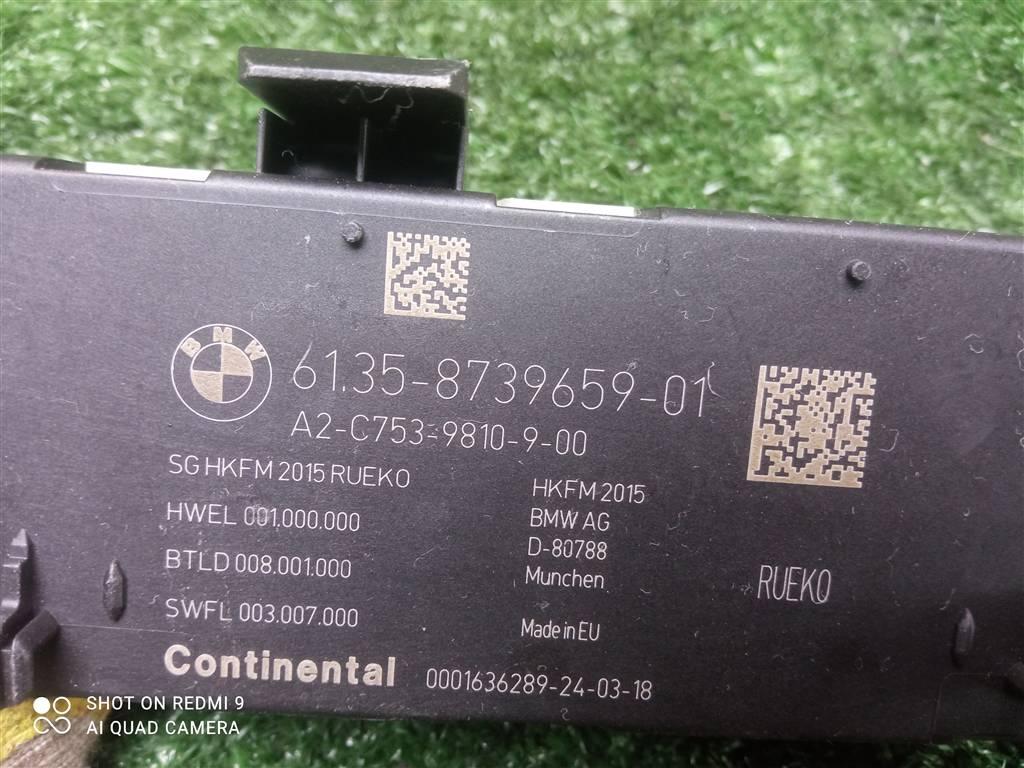 BMW
61.35-8739659-01
A2-C753-9810-9-00
SG HKFM 2015 RUEKO
HWEL 001.000.000
BTLD 008.001.000
SWFL 003.007.000
HKFM 2015
BMW AG
D-80788
Munchen
Made in EU
RUEKO
Continental 0001636289-24-03-18
SHOT ON REDMI 9
AI QUAD CAMERA